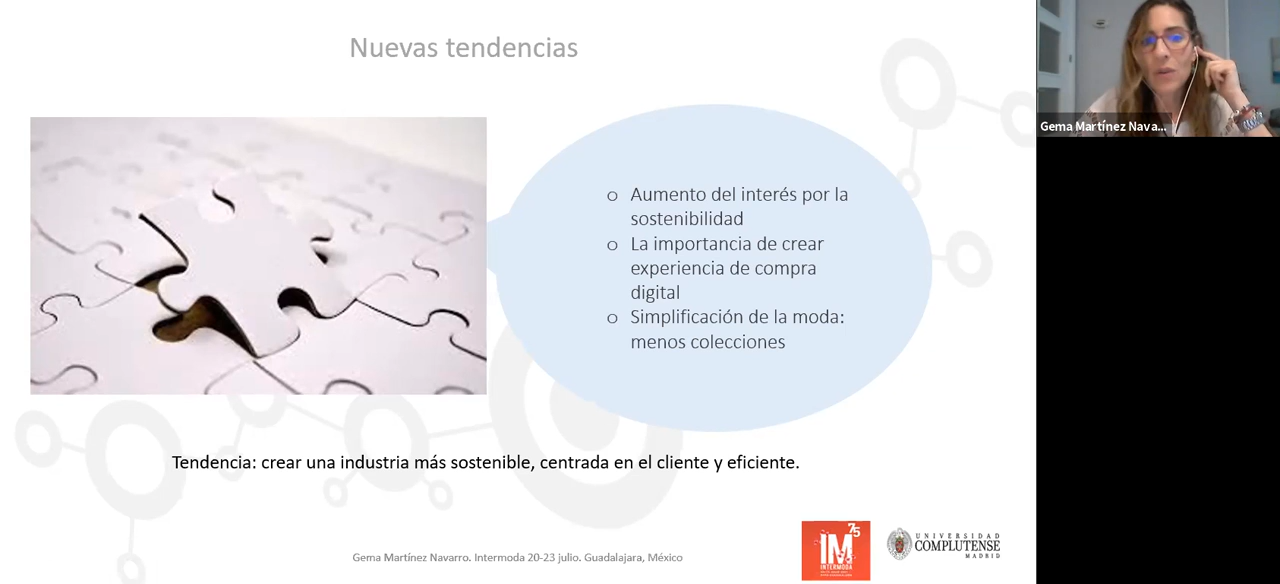 Nuevas tendencias
Gema Martínez Nava...
o Aumento del interés por la
sostenibilidad
o La importancia de crear
experiencia de compra
digital
o Simplificación de la moda:
menos colecciones
Tendencia: crear una industria más sostenible, centrada en el cliente y eficiente.
Gema Martínez Navarro. Intermoda 20-23 julio. Guadalajara, México
75
IM
INTERMODA
UNIVERSIDAD
COMPLUTENSE
MADRID